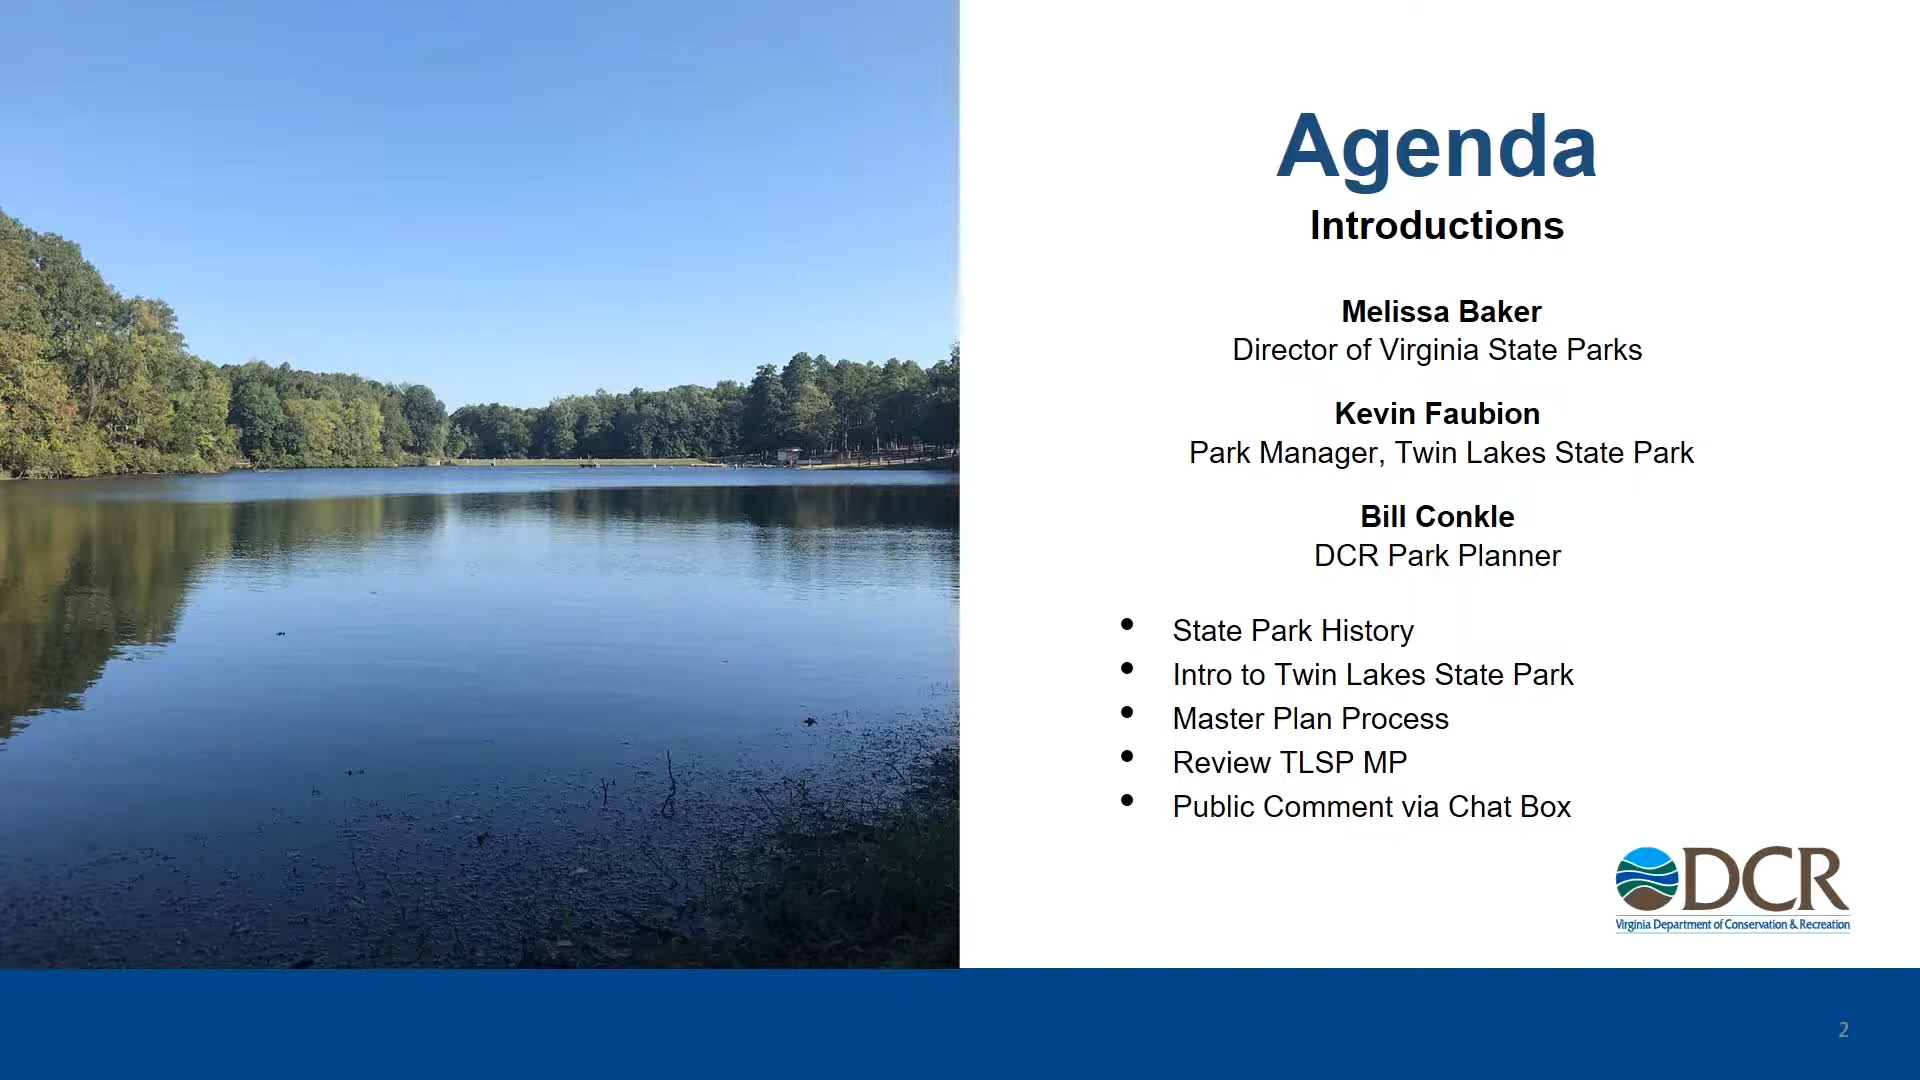 Agenda
Introductions
Melissa Baker
Director of Virginia State Parks
Kevin Faubion
Park Manager, Twin Lakes State Park
Bill Conkle
DCR Park Planner
• State Park History
• Intro to Twin Lakes State Park
• Master Plan Process
• Review TLSP MP
• Public Comment via Chat Box
DCR
Virginia Department of Conservation & Recreation
2